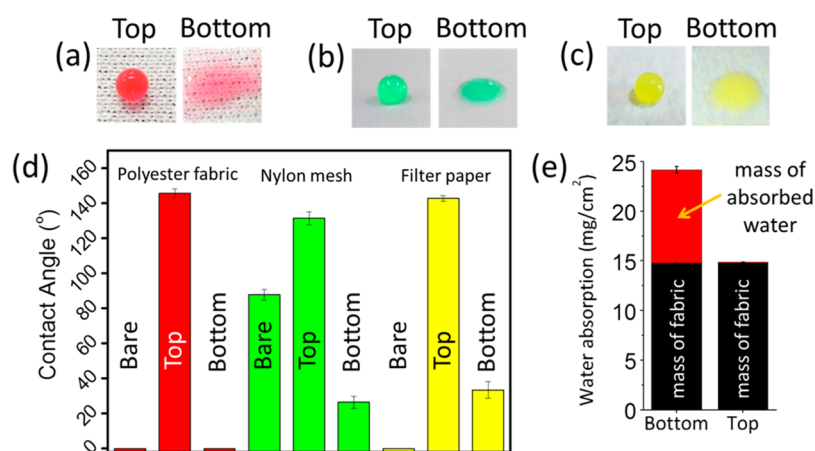 Top Bottom
(a)
Top Bottom
(b)
Top Bottom
(c)
(d)
Polyester fabric Nylon mesh Filter paper
Contact Angle (°)
160
140
120
100
80
60
40
20
0
Bare
Top
Bottom
Bare
Top
Bottom
Bare
Top
Bottom
(e)
Water absorption (mg/cm²)
25
20
15
10
5
0
mass of
absorbed
water
mass of fabric
mass of fabric
Bottom Top